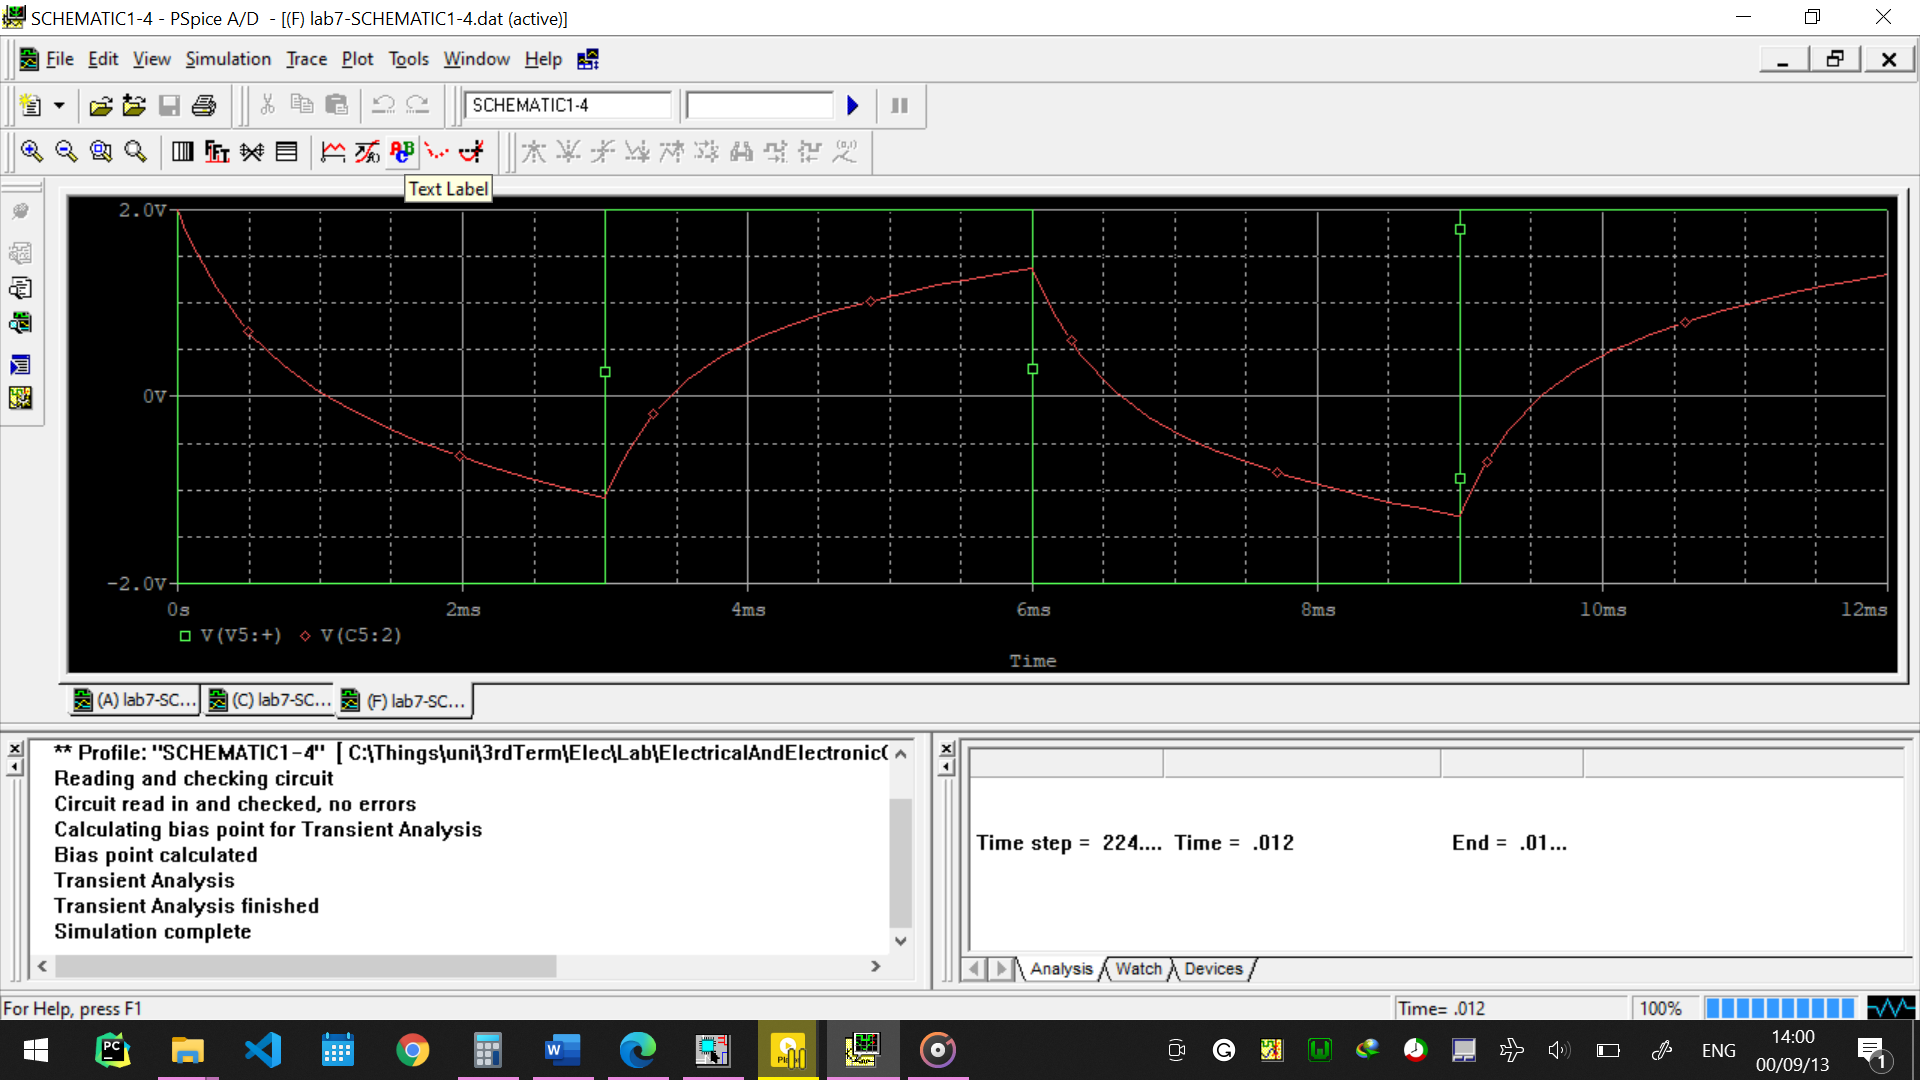 SCHEMATIC1-4 - PSpice A/D - [(F) lab7-SCHEMATIC1-4.dat (active)]
File Edit View Simulation Trace Plot Tools Window Help
SCHEMATIC1-4
Text Label
2.0V
0V
-2.0V
0s 2ms 4ms 6ms 8ms 10ms 12ms
V(V5:+) V(C5:2)
Time
(A) lab7-SC... (C) lab7-SC... (F) lab7-SC...
** Profile: "SCHEMATIC1-4" [ C:\Things\uni\3rdTerm\Elec\Lab\ElectricalAndElectronicC
Reading and checking circuit
Circuit read in and checked, no errors
Calculating bias point for Transient Analysis
Bias point calculated
Transient Analysis
Transient Analysis finished
Simulation complete
Time step = 224.... Time = .012 End = .01...
Analysis Watch Devices
For Help, press F1
Time= .012 100%
ENG
14:00
00/09/13
1